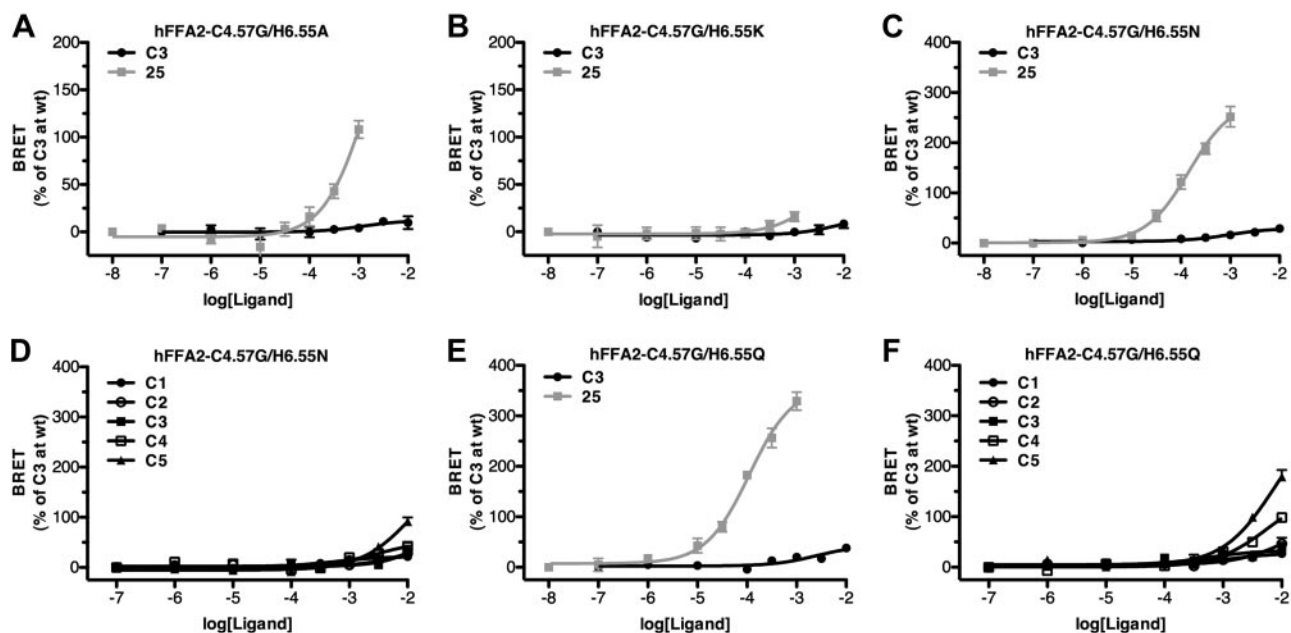 A
hFFA2-C4.57G/H6.55A
C3
25
BRET
(% of C3 at wt)
200
150
100
50
0
-8 -7 -6 -5 -4 -3 -2
log[Ligand]
B
hFFA2-C4.57G/H6.55K
C3
25
BRET
(% of C3 at wt)
200
150
100
50
0
-8 -7 -6 -5 -4 -3 -2
log[Ligand]
C
hFFA2-C4.57G/H6.55N
C3
25
BRET
(% of C3 at wt)
400
300
200
100
0
-8 -7 -6 -5 -4 -3 -2
log[Ligand]
D
hFFA2-C4.57G/H6.55N
C1
C2
C3
C4
C5
BRET
(% of C3 at wt)
400
300
200
100
0
-7 -6 -5 -4 -3 -2
log[Ligand]
E
hFFA2-C4.57G/H6.55Q
C3
25
BRET
(% of C3 at wt)
400
300
200
100
0
-8 -7 -6 -5 -4 -3 -2
log[Ligand]
F
hFFA2-C4.57G/H6.55Q
C1
C2
C3
C4
C5
BRET
(% of C3 at wt)
400
300
200
100
0
-7 -6 -5 -4 -3 -2
log[Ligand]